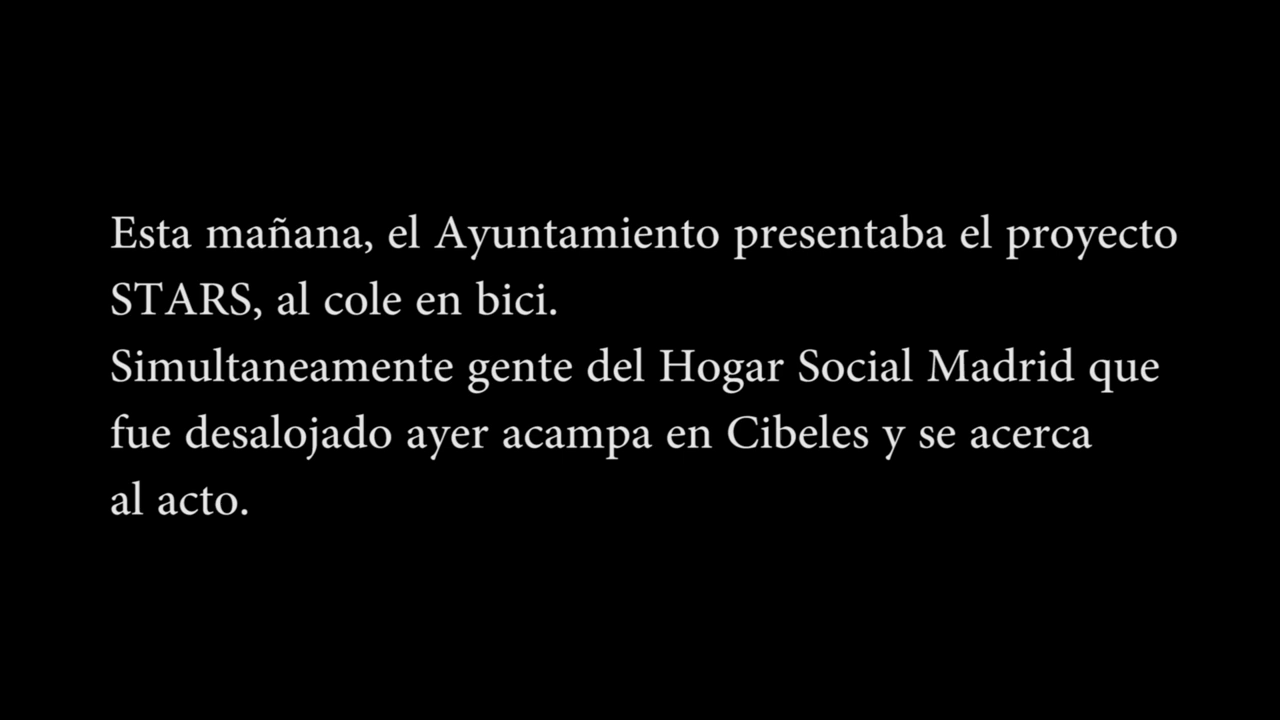 Esta mañana, el Ayuntamiento presentaba el proyecto
STARS, al cole en bici.
Simultaneamente gente del Hogar Social Madrid que
fue desalojado ayer acampa en Cibeles y se acerca
al acto.